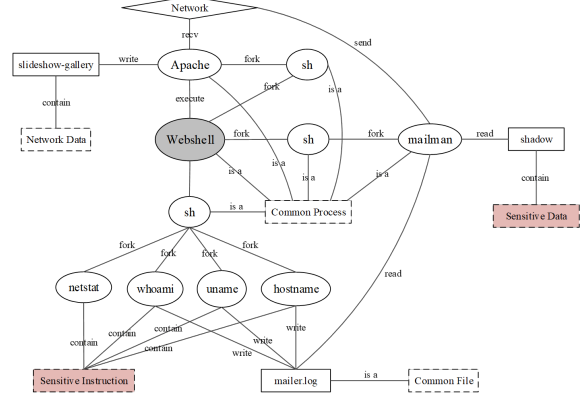 Network
recv
send
slideshow-gallery
write
Apache
fork
sh
contain
execute
fork
is a
Network Data
Webshell
fork
sh
fork
mailman
read
shadow
is a
is a
is a
is a
contain
sh
is a
Common Process
Sensitive Data
fork
fork
fork
fork
netstat
whoami
uname
hostname
read
contain
contain
contain
contain
write
write
write
Sensitive Instruction
mailer.log
is a
Common File